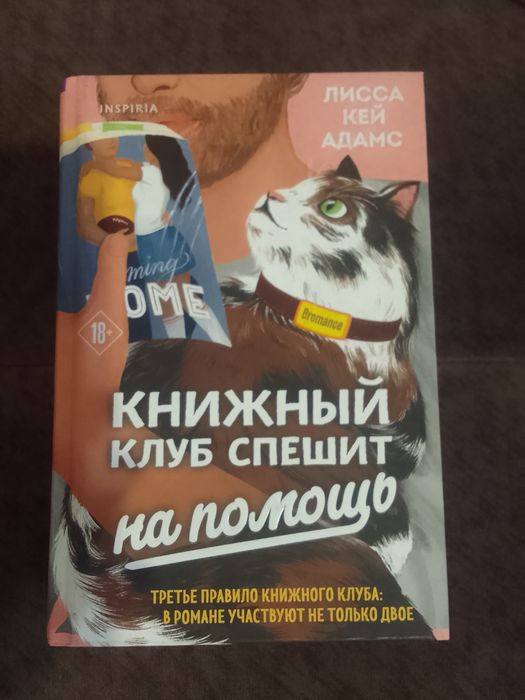 INSPIRIA
ЛИССА
КЕЙ
АДАМС
ming
OME
Bromance
18+
КНИЖНЫЙ
КЛУБ СПЕШИТ
на помощь
ТРЕТЬЕ ПРАВИЛО КНИЖНОГО КЛУБА:
В РОМАНЕ УЧАСТВУЮТ НЕ ТОЛЬКО ДВОЕ